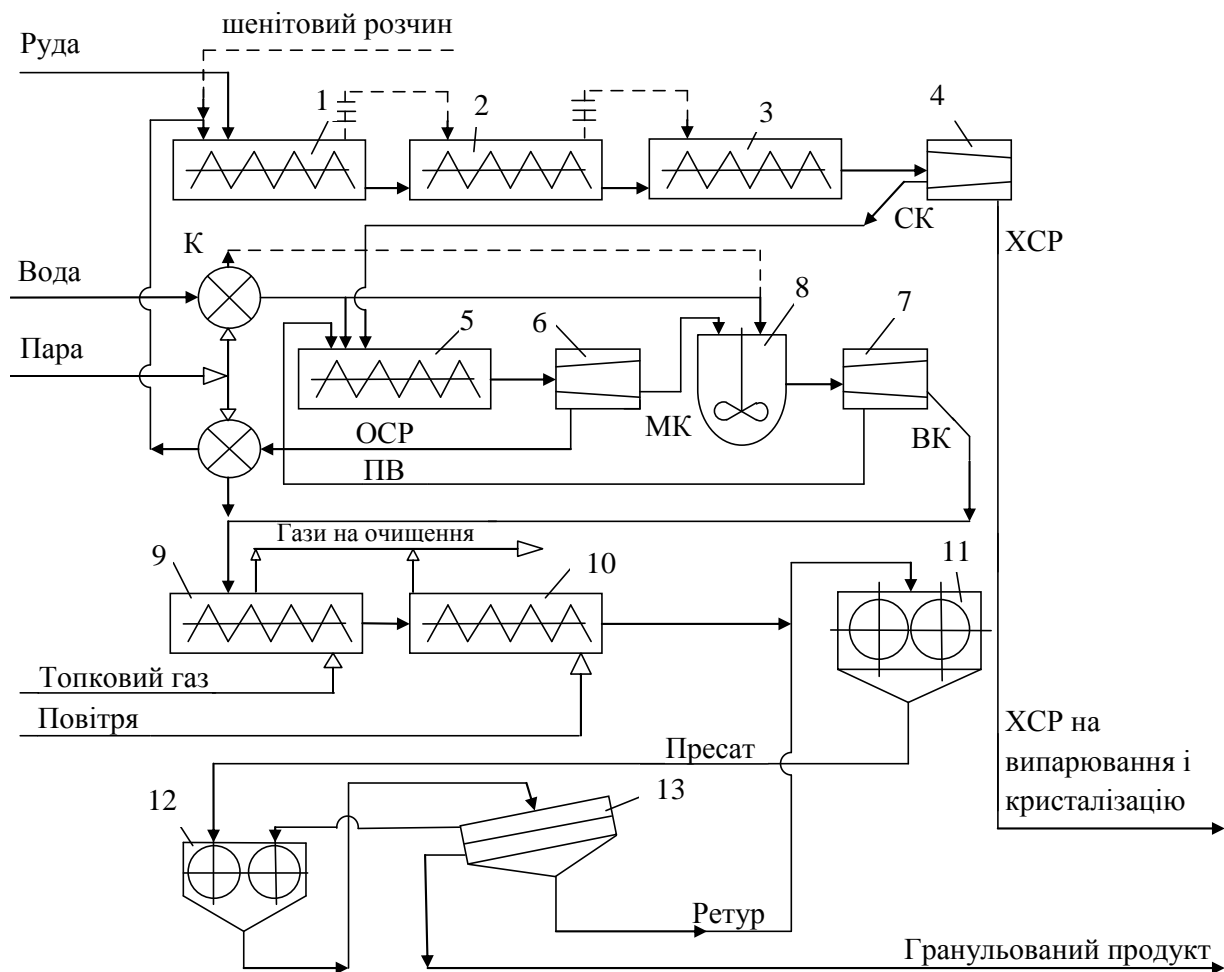 шенітовий розчин
Руда
1
2
3
4
СК
ХСР
К
Вода
8
7
5
6
Пара
МК
ОСР
ВК
ПВ
Гази на очищення
9
10
11
Топковий газ
Повітря
ХСР на
випарювання і
кристалізацію
Пресат
12
13
Ретур
Гранульований продукт